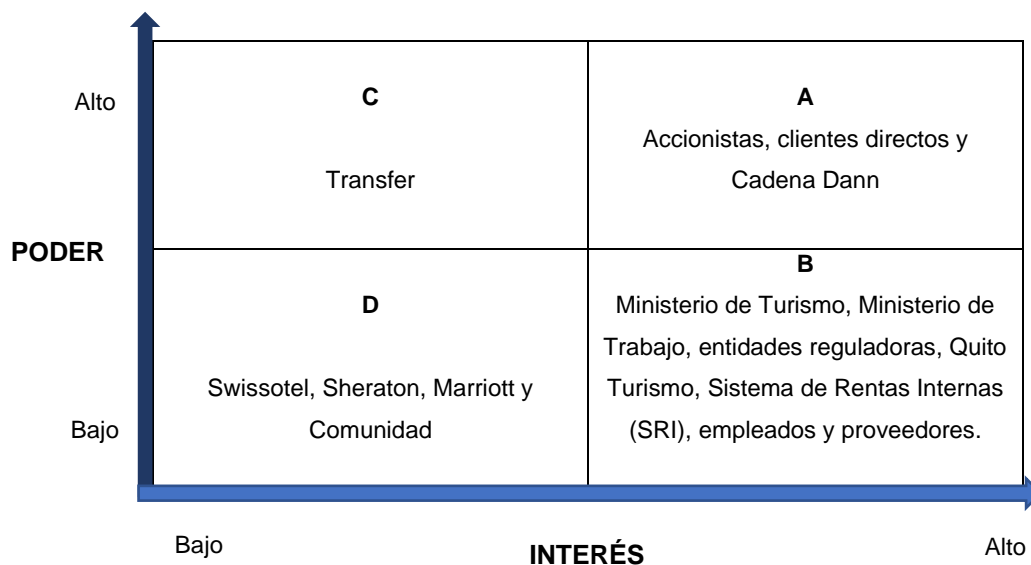 Alto
C
Transfer
A
Accionistas, clientes directos y
Cadena Dann
PODER
D
Swissotel, Sheraton, Marriott y
Comunidad
B
Ministerio de Turismo, Ministerio de
Trabajo, entidades reguladoras, Quito
Turismo, Sistema de Rentas Internas
(SRI), empleados y proveedores.
Bajo
Bajo
INTERÉS
Alto